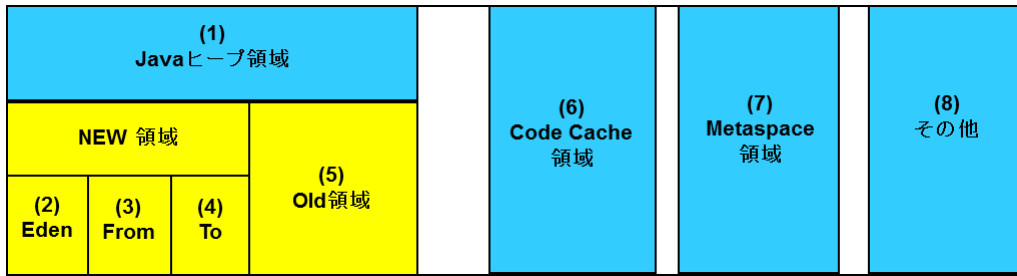 (1)
Javaヒープ領域
NEW 領域
(2)
Eden
(3)
From
(4)
To
(5)
Old領域
(6)
Code Cache
領域
(7)
Metaspace
領域
(8)
その他